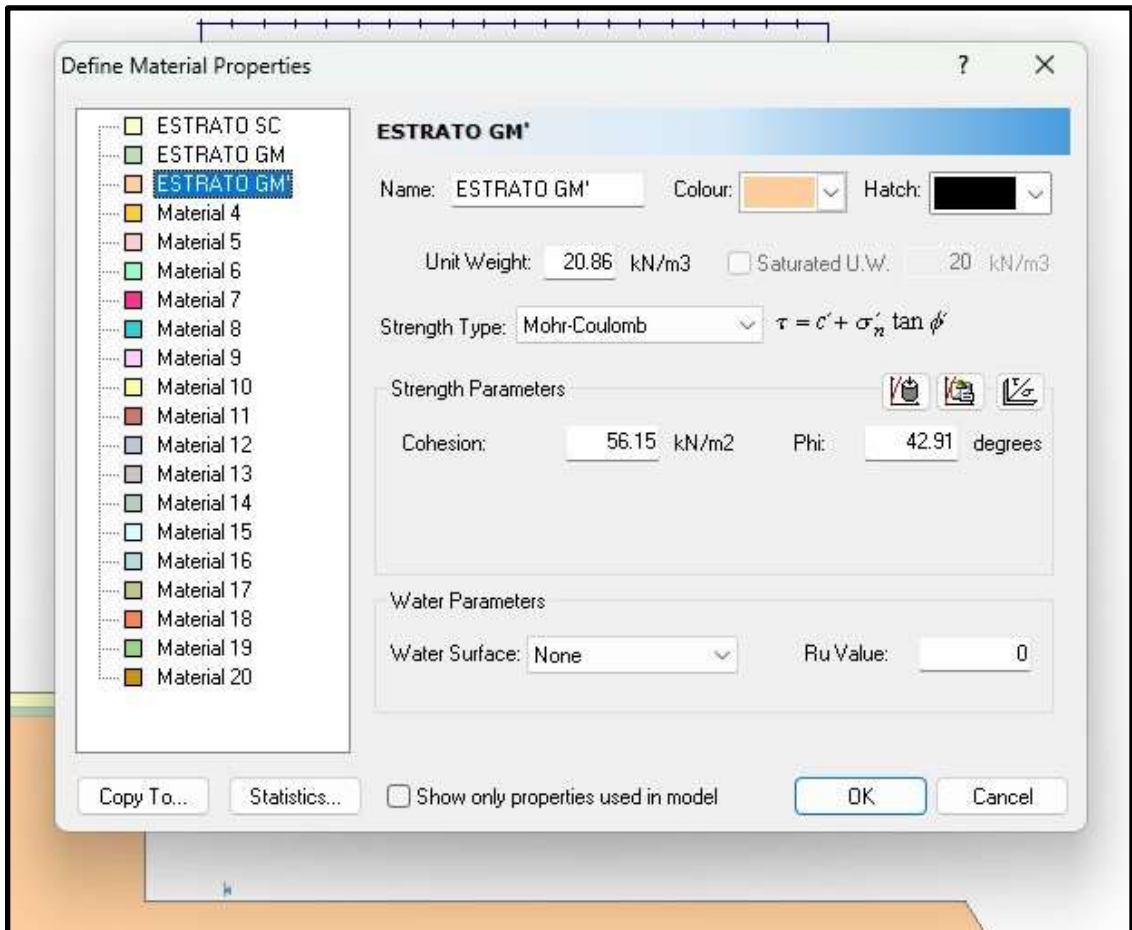 Define Material Properties ? ×
ESTRATO SC
ESTRATO GM
ESTRATO GM'
Material 4
Material 5
Material 6
Material 7
Material 8
Material 9
Material 10
Material 11
Material 12
Material 13
Material 14
Material 15
Material 16
Material 17
Material 18
Material 19
Material 20
ESTRATO GM'
Name: ESTRATO GM' Colour: Hatch:
Unit Weight: 20.86 kN/m3 Saturated U.W. 20 kN/m3
Strength Type: Mohr-Coulomb τ = c′ + σ′n tan ϕ′
Strength Parameters
Cohesion: 56.15 kN/m2 Phi: 42.91 degrees
Water Parameters
Water Surface: None Ru Value: 0
Copy To... Statistics... Show only properties used in model OK Cancel